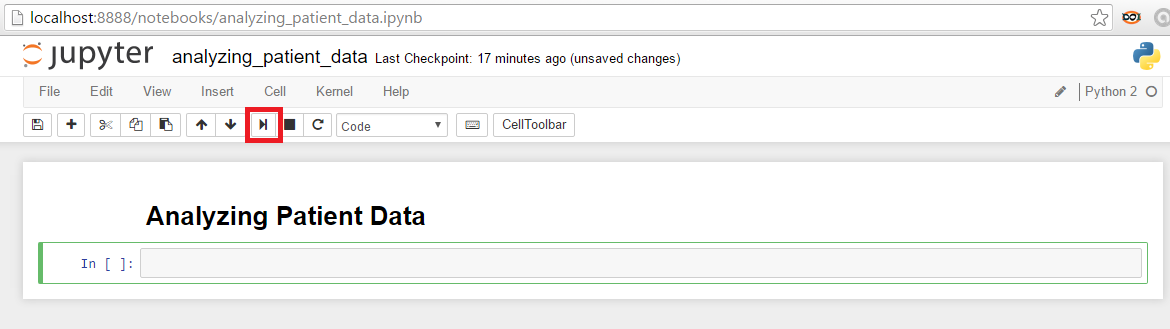 localhost:8888/notebooks/analyzing_patient_data.ipynb
DOI
jupyter analyzing_patient_data Last Checkpoint: 17 minutes ago (unsaved changes)
File Edit View Insert Cell Kernel Help Python 2
Code CellToolbar
Analyzing Patient Data
In [ ]: